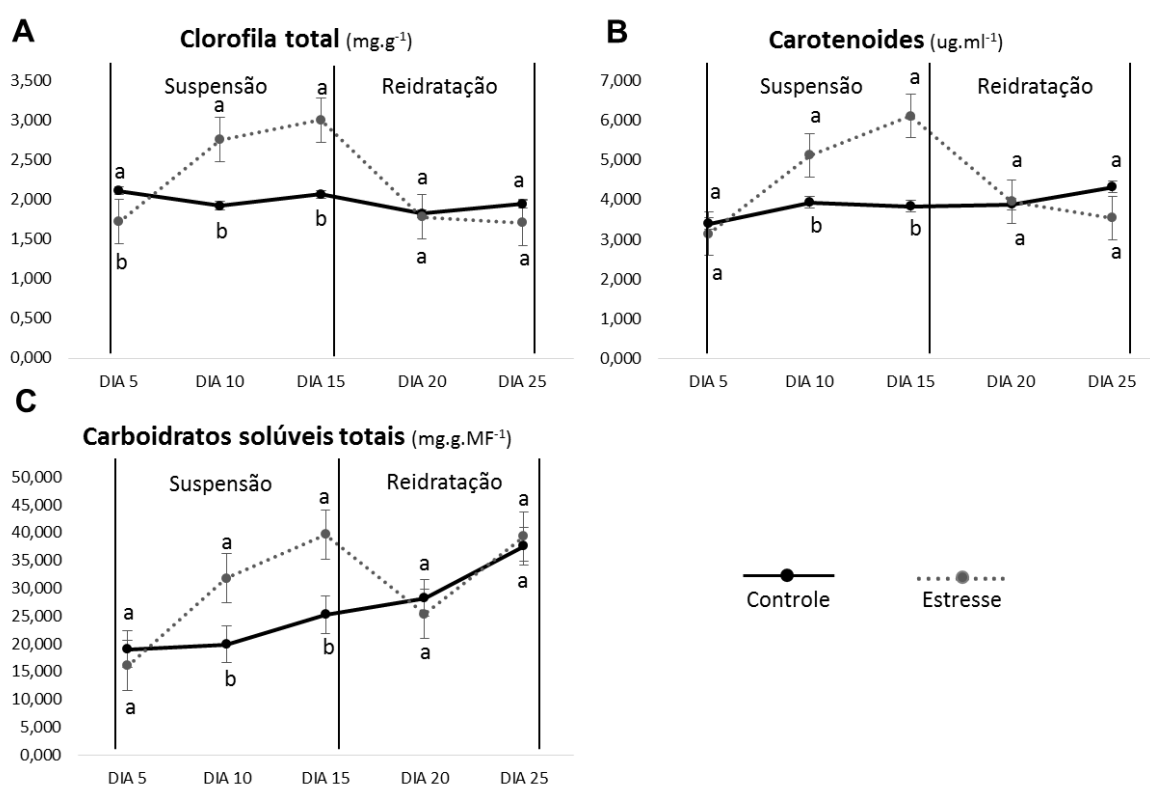 A
Clorofila total (mg.g-1)
Suspensão
Reidratação
3,500
3,000
2,500
2,000
1,500
1,000
0,500
0,000
a
a
a
a
a
b
b
b
a
a
DIA 5
DIA 10
DIA 15
DIA 20
DIA 25
B
Carotenoides (ug.ml-1)
Suspensão
Reidratação
7,000
6,000
5,000
4,000
3,000
2,000
1,000
0,000
a
a
a
a
a
a
b
b
a
a
DIA 5
DIA 10
DIA 15
DIA 20
DIA 25
C
Carboidratos solúveis totais (mg.g.MF-1)
Suspensão
Reidratação
50,000
45,000
40,000
35,000
30,000
25,000
20,000
15,000
10,000
5,000
0,000
a
a
a
a
a
a
b
b
a
a
DIA 5
DIA 10
DIA 15
DIA 20
DIA 25
Controle
Estresse